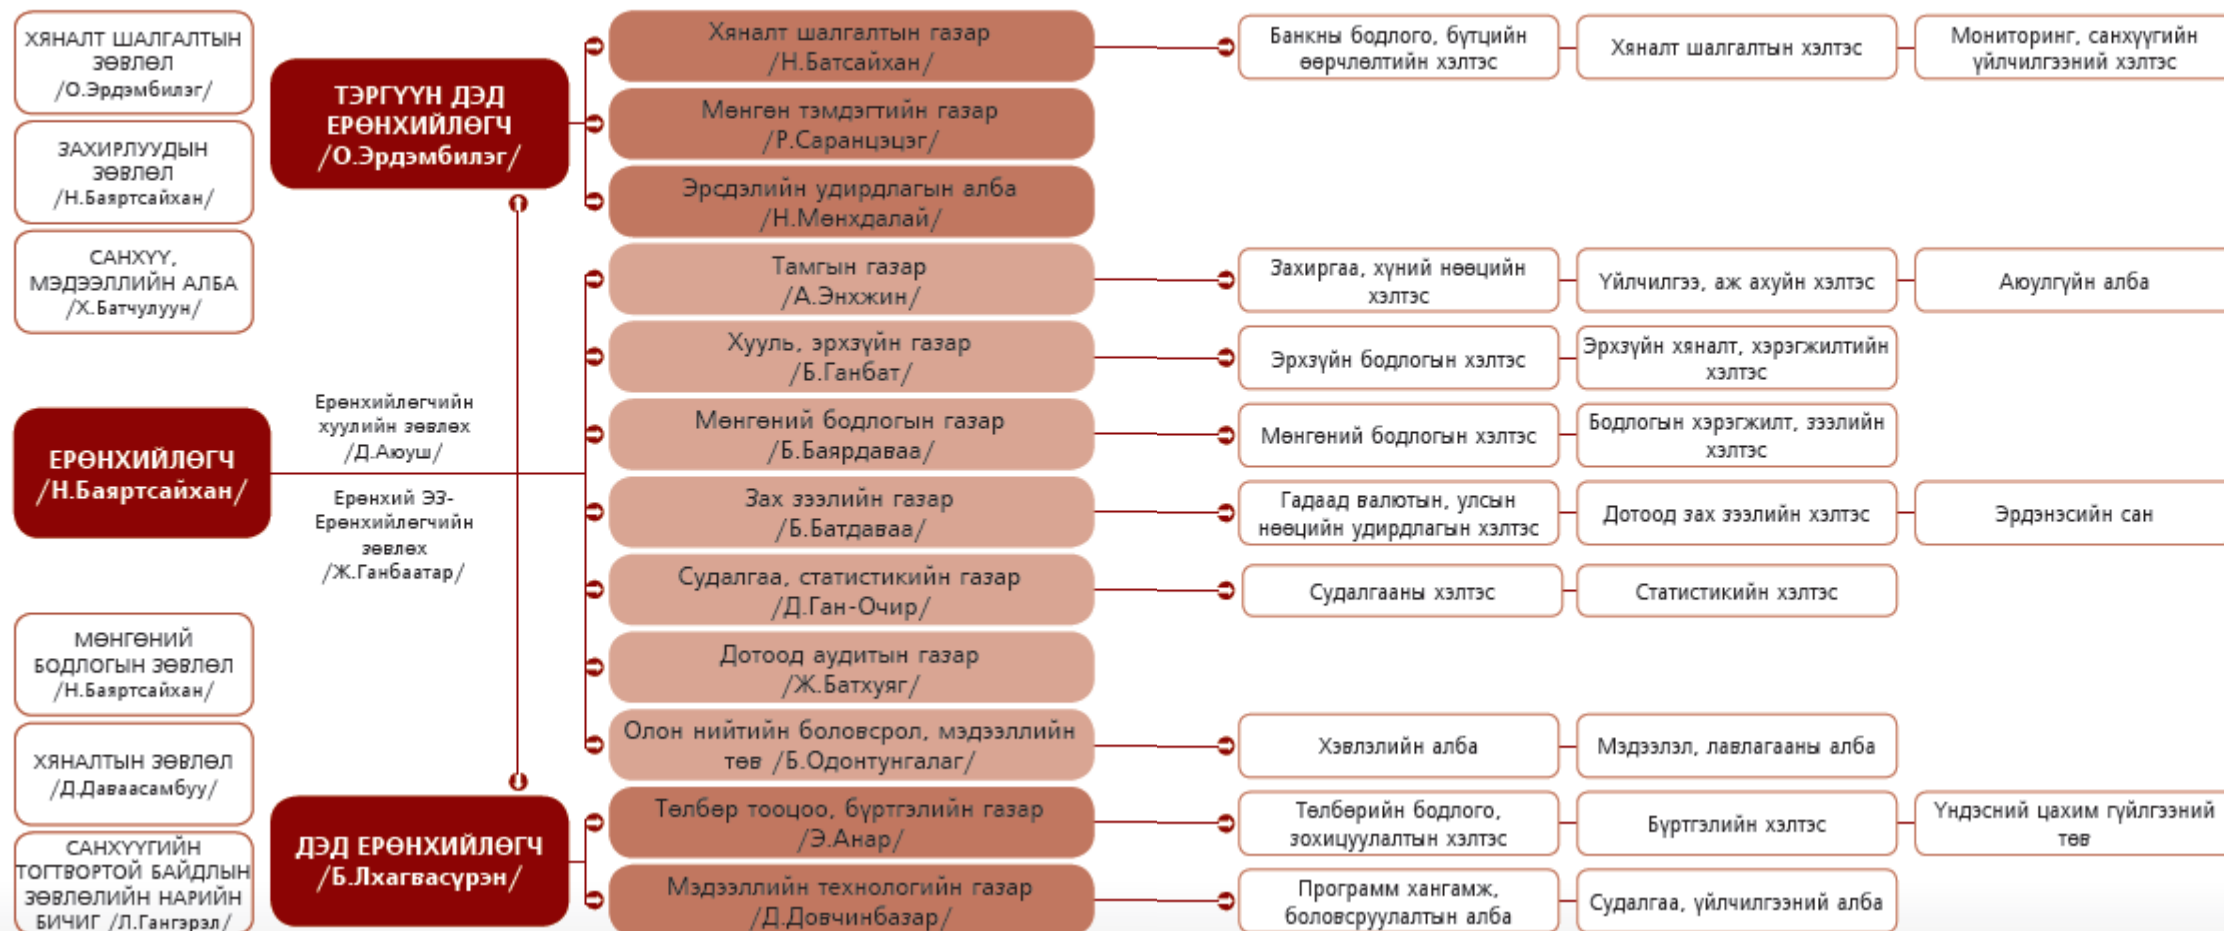 ХЯНАЛТ ШАЛГАЛТЫН
ЗӨВЛӨЛ
/О.Эрдэмбилэг/
ЗАХИРЛУУДЫН
ЗӨВЛӨЛ
/Н.Баяртсайхан/
САНХҮҮ,
МЭДЭЭЛЛИЙН АЛБА
/Х.Батчулуун/
ЕРӨНХИЙЛӨГЧ
/Н.Баяртсайхан/
МӨНГӨНИЙ
БОДЛОГЫН ЗӨВЛӨЛ
/Н.Баяртсайхан/
ХЯНАЛТЫН ЗӨВЛӨЛ
/Д.Даваасамбуу/
САНХҮҮГИЙН
ТОГТВОРТОЙ БАЙДЛЫН
ЗӨВЛӨЛИЙН НАРИЙН
БИЧИГ /Л.Гангэрэл/
ТЭРГҮҮН ДЭД
ЕРӨНХИЙЛӨГЧ
/О.Эрдэмбилэг/
Ерөнхийлөгчийн
хуулийн зөвлөх
/Д.Аюуш/
Ерөнхий ЭЗ-
Ерөнхийлөгчийн
зөвлөх
/Ж.Ганбаатар/
ДЭД ЕРӨНХИЙЛӨГЧ
/Б.Лхагвасүрэн/
Хяналт шалгалтын газар
/Н.Батсайхан/
Банкны бодлого, бүтцийн
өөрчлөлтийн хэлтэс
Хяналт шалгалтын хэлтэс
Мониторинг, санхүүгийн
үйлчилгээний хэлтэс
Мөнгөн тэмдэгтийн газар
/Р.Саранцэцэг/
Эрсдэлийн удирдлагын алба
/Н.Мөнхдалай/
Тамгын газар
/А.Энхжин/
Захиргаа, хүний нөөцийн
хэлтэс
Үйлчилгээ, аж ахуйн хэлтэс
Аюулгүйн алба
Хууль, эрхзүйн газар
/Б.Ганбат/
Эрхзүйн бодлогын хэлтэс
Эрхзүйн хяналт, хэрэгжилтийн
хэлтэс
Мөнгөний бодлогын газар
/Б.Баярдаваа/
Мөнгөний бодлогын хэлтэс
Бодлогын хэрэгжилт, зээлийн
хэлтэс
Зах зээлийн газар
/Б.Батдаваа/
Гадаад валютын, улсын
нөөцийн удирдлагын хэлтэс
Дотоод зах зээлийн хэлтэс
Эрдэнэсийн сан
Судалгаа, статистикийн газар
/Д.Ган-Очир/
Судалгааны хэлтэс
Статистикийн хэлтэс
Дотоод аудитын газар
/Ж.Батхуяг/
Олон нийтийн боловсрол, мэдээллийн
төв /Б.Одонтунгалаг/
Хэвлэлийн алба
Мэдээлэл, лавлагааны алба
Төлбөр тооцоо, бүртгэлийн газар
/Э.Анар/
Төлбөрийн бодлого,
зохицуулалтын хэлтэс
Бүртгэлийн хэлтэс
Үндэсний цахим гүйлгээний
төв
Мэдээллийн технологийн газар
/Д.Довчинбазар/
Программ хангамж,
боловсруулалтын алба
Судалгаа, үйлчилгээний алба